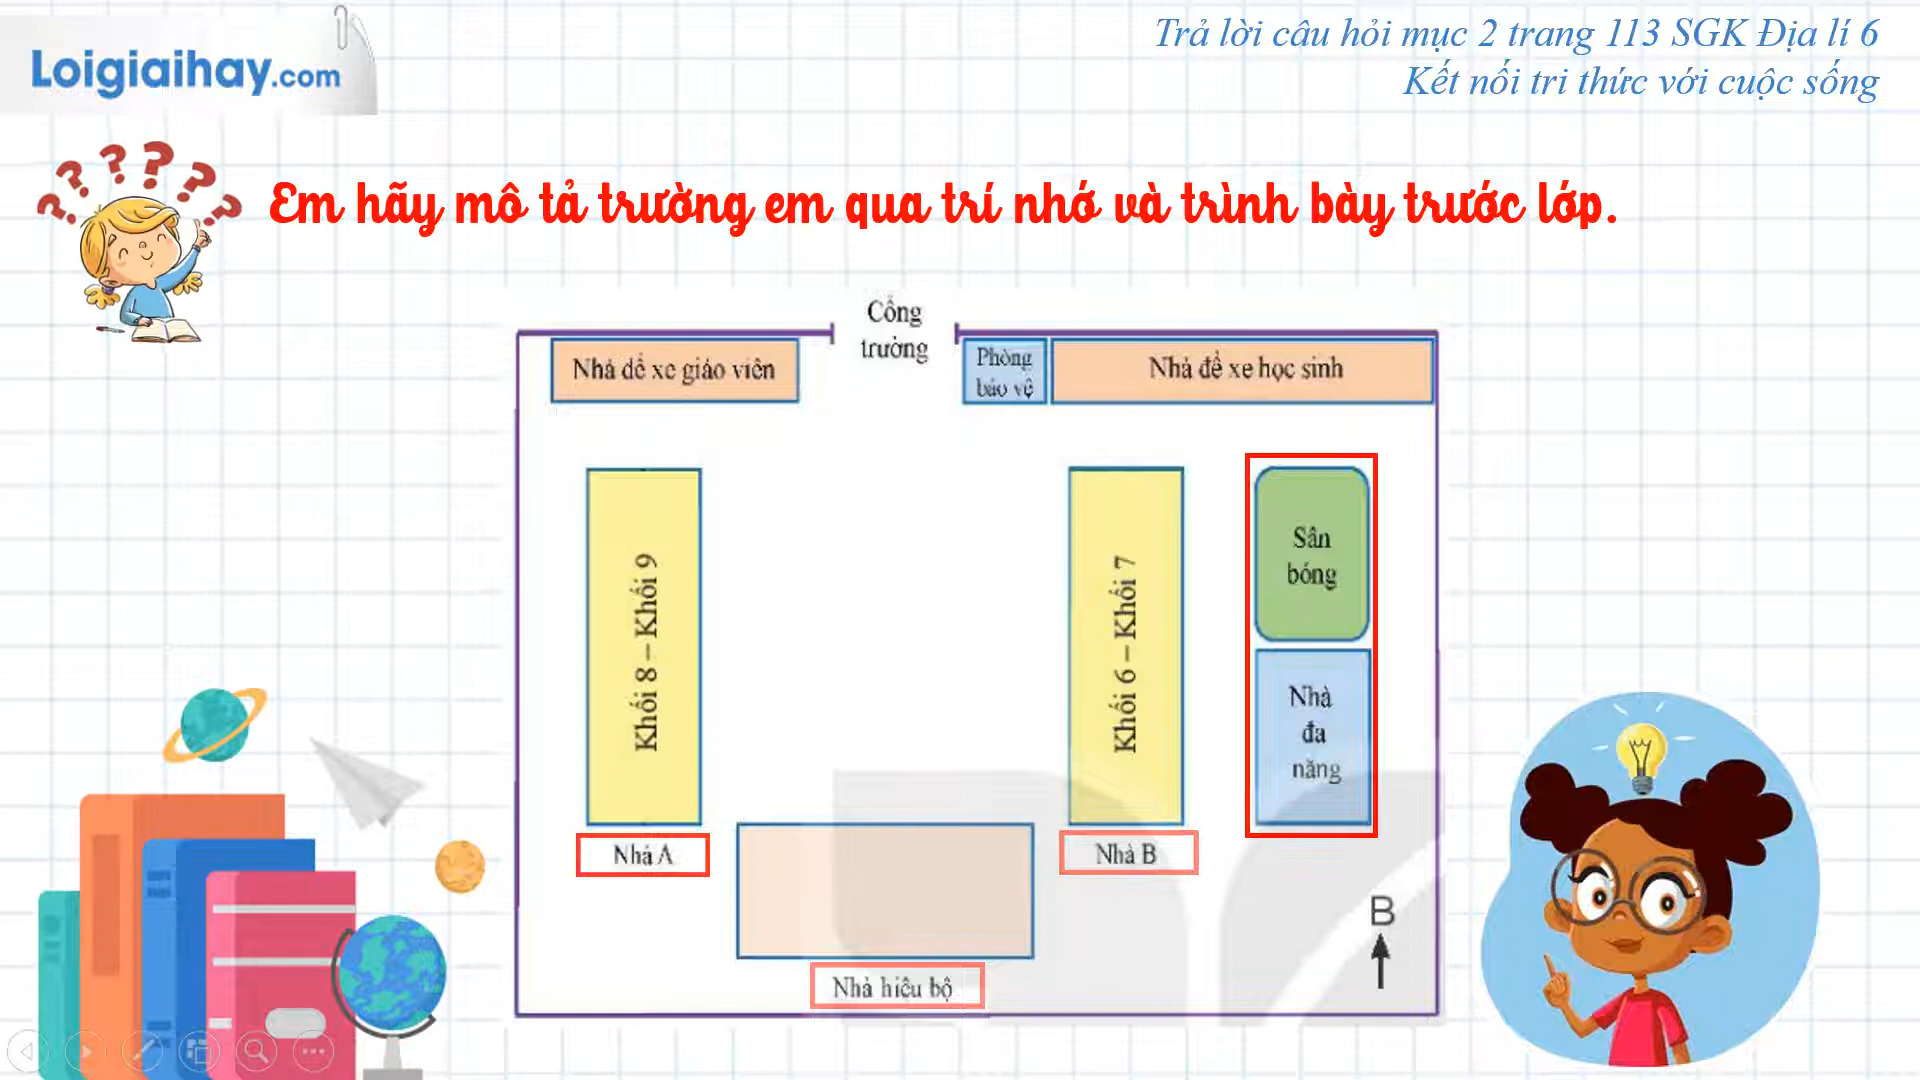 Loigiaihay.com
Trả lời câu hỏi mục 2 trang 113 SGK Địa lí 6
Kết nối tri thức với cuộc sống
? ? ? ? ? ?
Em hãy mô tả trường em qua trí nhớ và trình bày trước lớp.
Cổng
trường
Nhà để xe giáo viên
Phòng
bảo vệ
Nhà để xe học sinh
Khối 8 – Khối 9
Khối 6 – Khối 7
Sân
bóng
Nhà
đa
năng
Nhà A
Nhà B
B
Nhà hiệu bộ